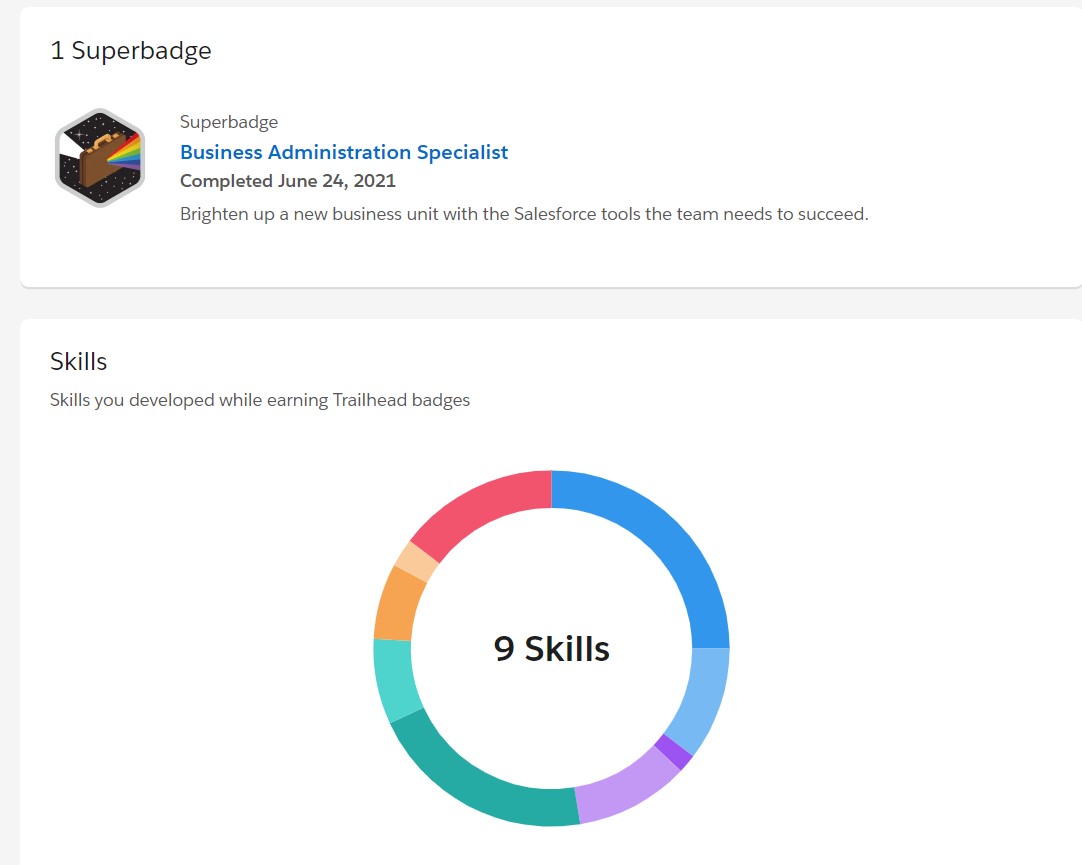 1 Superbadge
Superbadge
Business Administration Specialist
Completed June 24, 2021
Brighten up a new business unit with the Salesforce tools the team needs to succeed.
Skills
Skills you developed while earning Trailhead badges
9 Skills